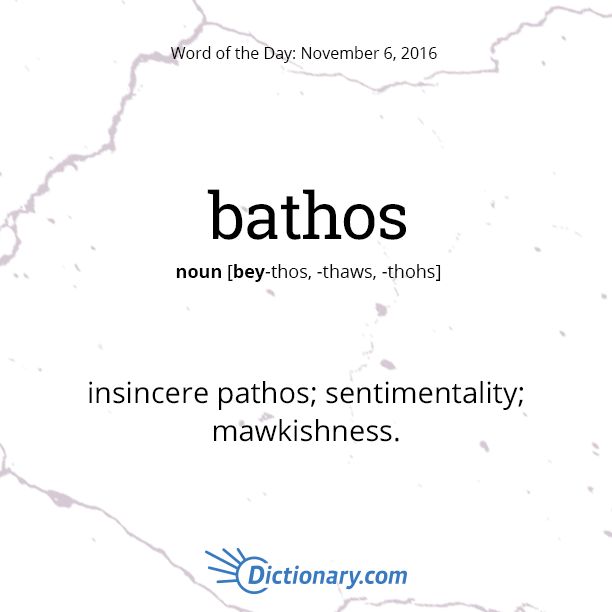 Word of the Day: November 6, 2016
bathos
noun [bey-thos, -thaws, -thohs]
insincere pathos; sentimentality;
mawkishness.
Dictionary.com